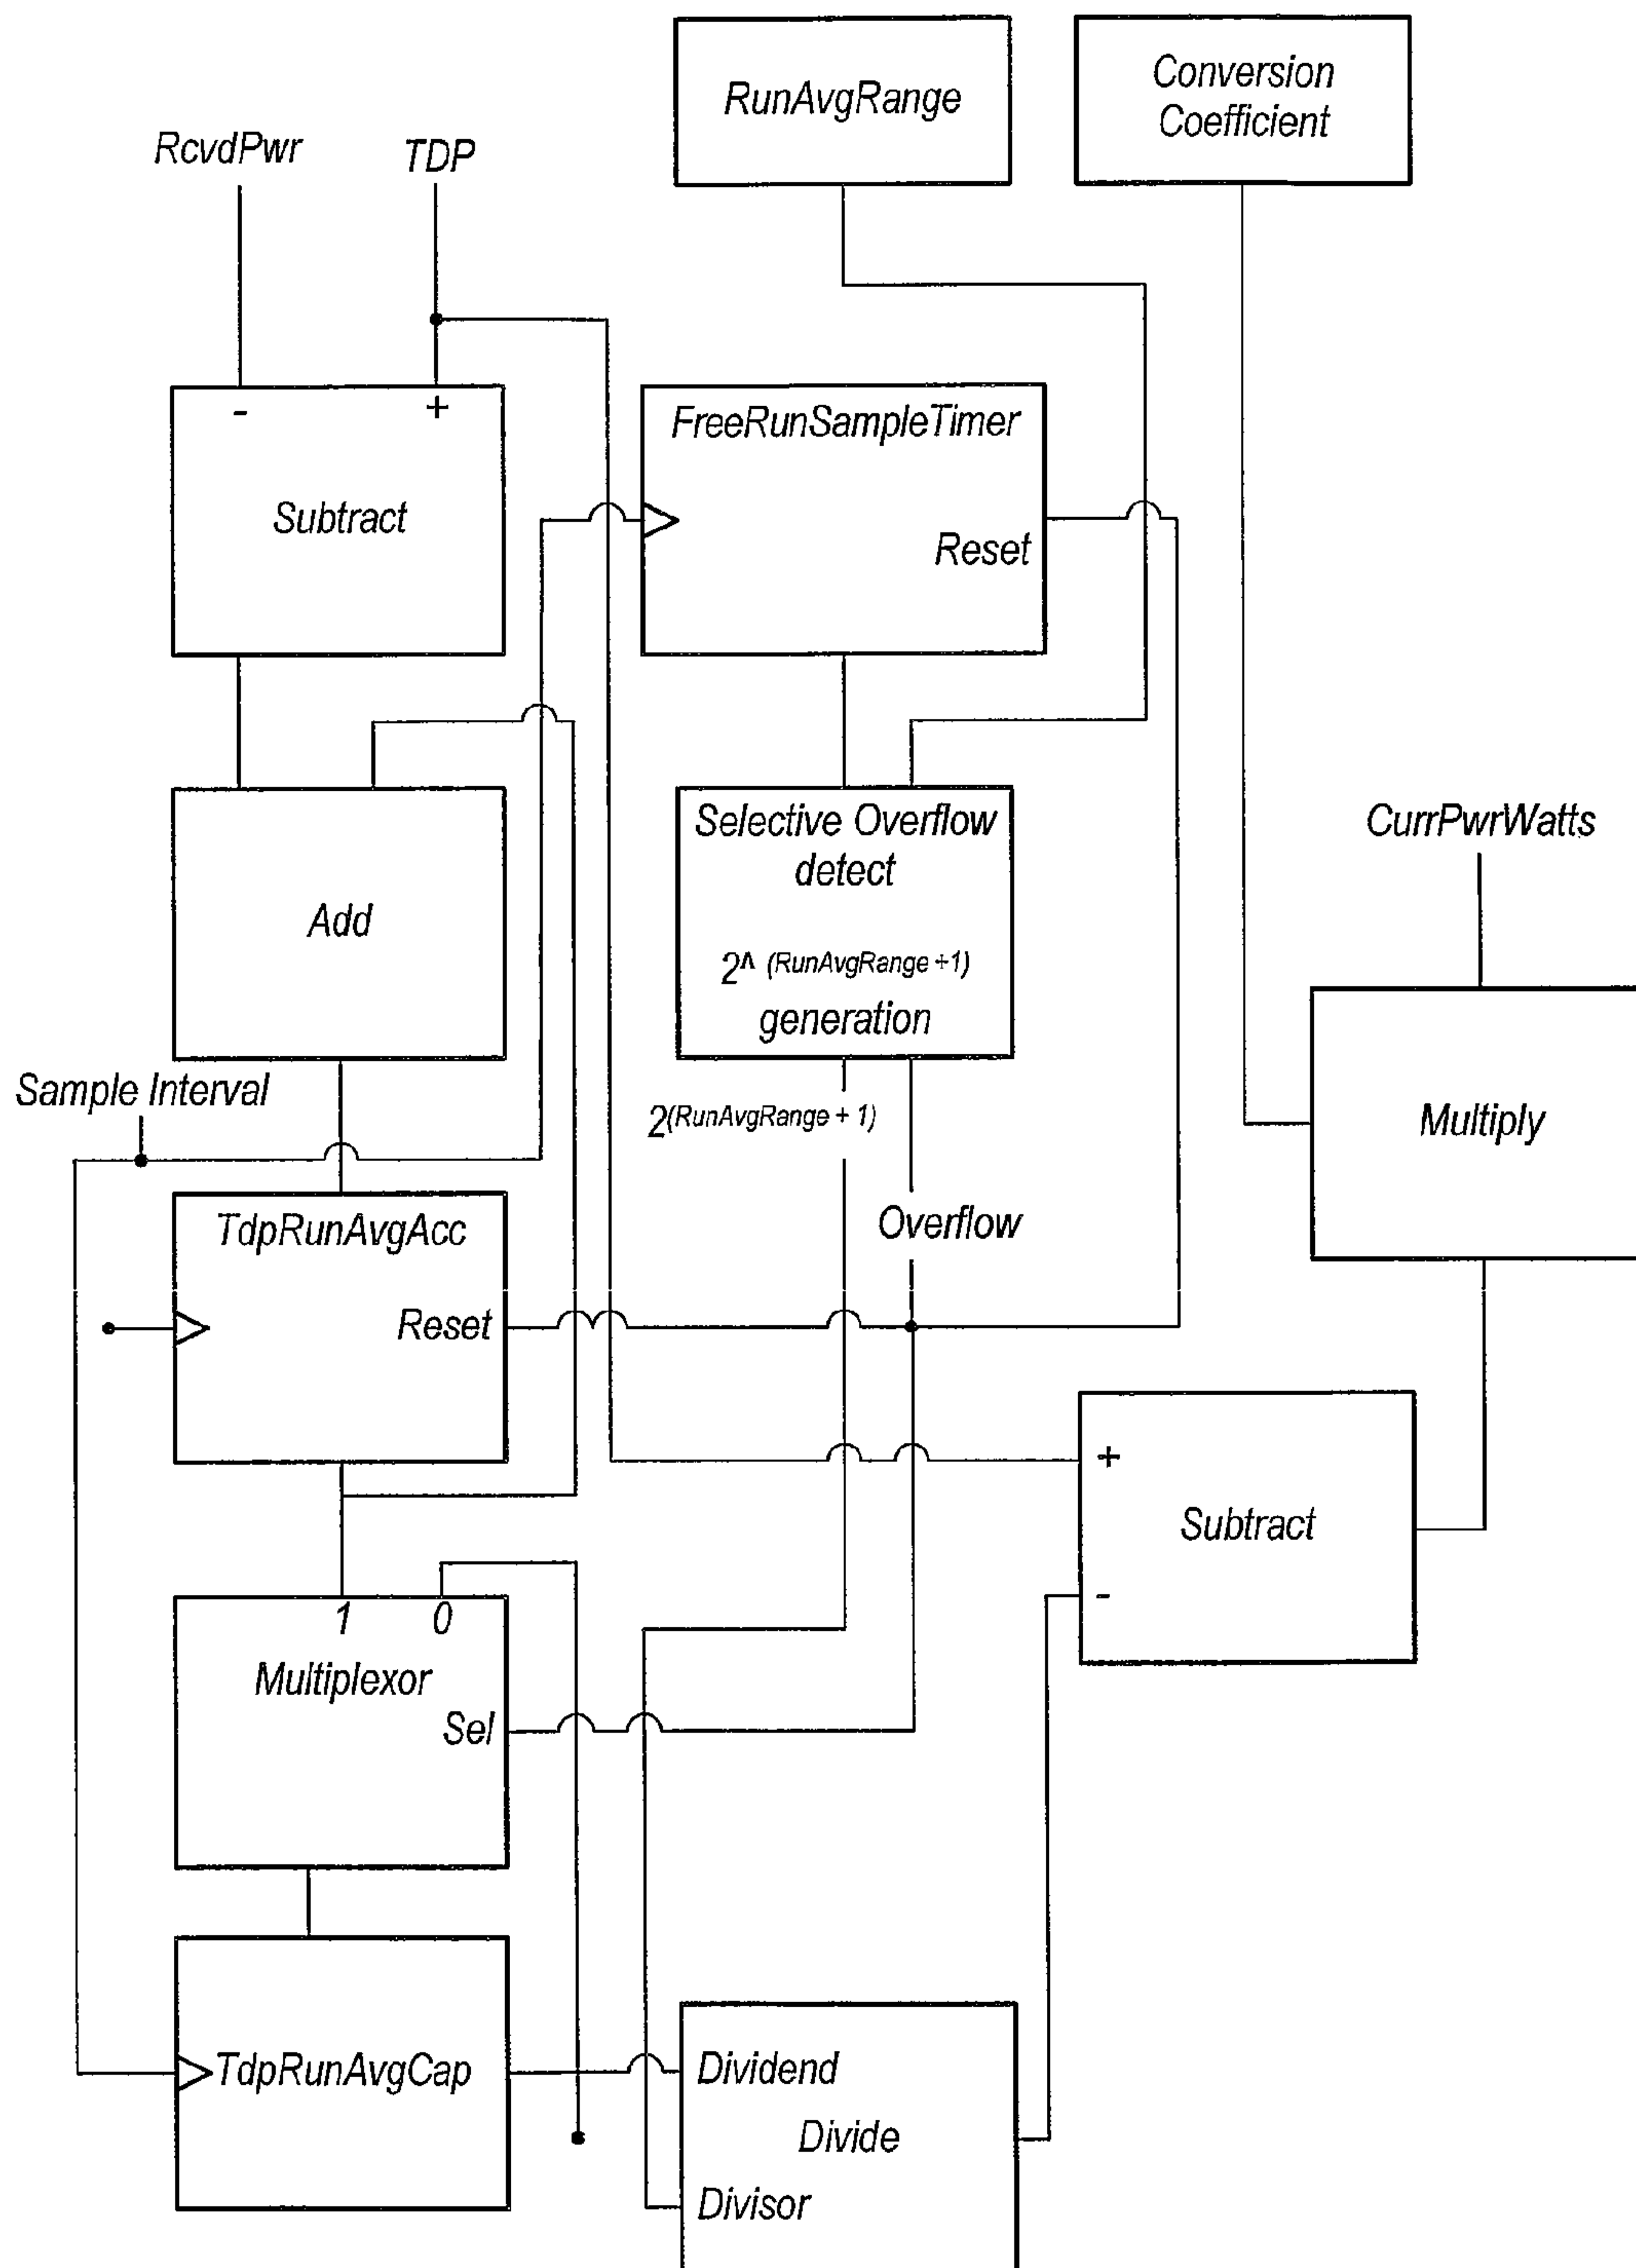 RunAvgRange
Conversion
Coefficient
RcvdPwr
TDP
-
+
Subtract
FreeRunSampleTimer
Reset
Add
Selective Overflow
detect
2^ (RunAvgRange +1)
generation
CurrPwrWatts
Multiply
Sample Interval
2(RunAvgRange + 1)
Overflow
TdpRunAvgAcc
Reset
+
Subtract
-
1
0
Multiplexor
Sel
TdpRunAvgCap
Dividend
Divide
Divisor